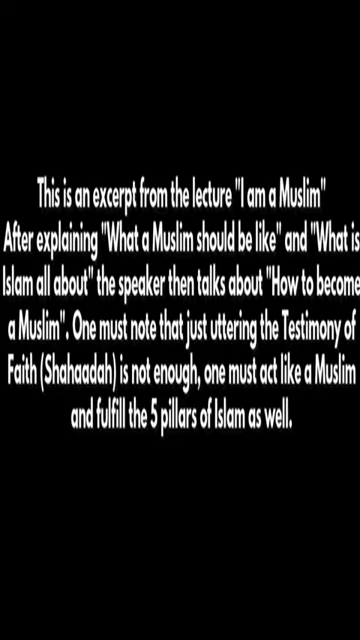 This is an excerpt from the lecture "I am a Muslim"
After explaining "What a Muslim should be like" and "What is
Islam all about" the speaker then talks about "How to become
a Muslim". One must note that just uttering the Testimony of
Faith (Shahaadah) is not enough, one must act like a Muslim
and fulfill the 5 pillars of Islam as well.